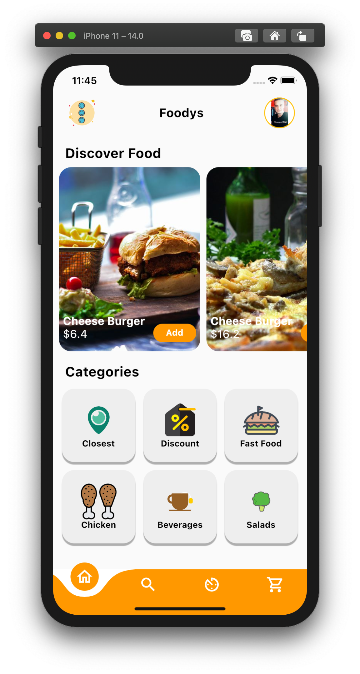 iPhone 11 – 14.0
11:45
Foodys
Discover Food
Cheese Burger
$6.4
Add
Cheese Burger
$16.2
Categories
Closest
Discount
Fast Food
Chicken
Beverages
Salads